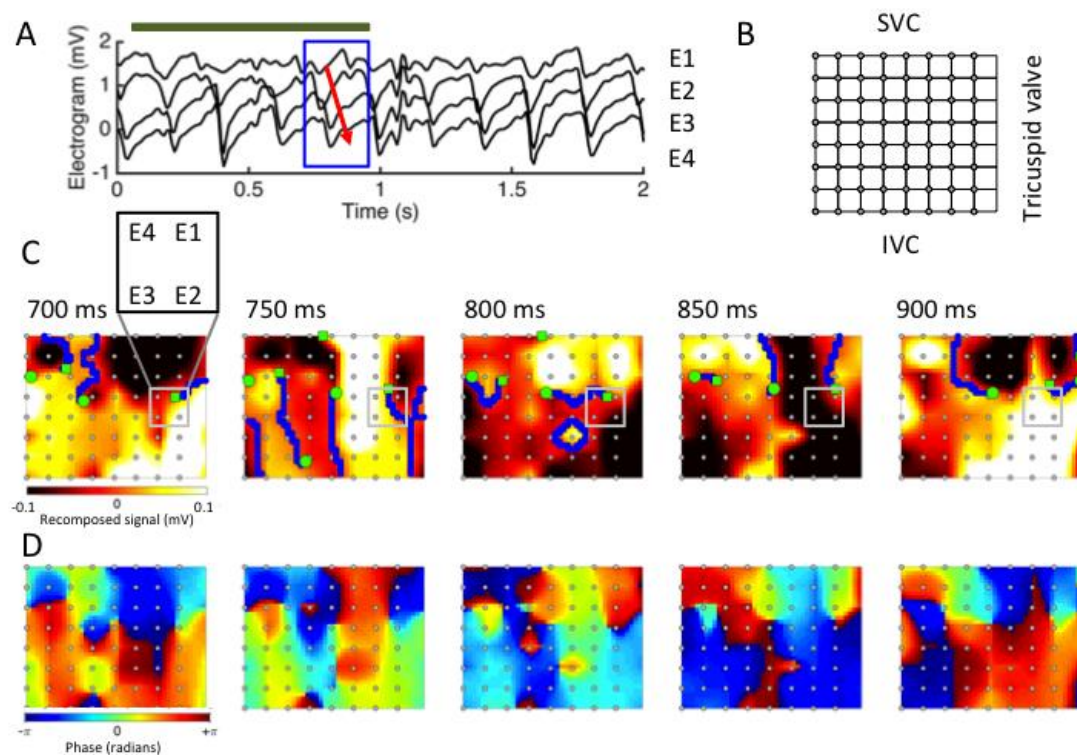 A
Electrogram (mV)
2
1
0
-1
0
0.5
1
1.5
2
Time (s)
E1
E2
E3
E4
B
SVC
Tricuspid valve
IVC
C
E4 E1
E3 E2
700 ms
750 ms
800 ms
850 ms
900 ms
-0.1 0 0.1
Recomposed signal (mV)
D
-π 0 +π
Phase (radians)